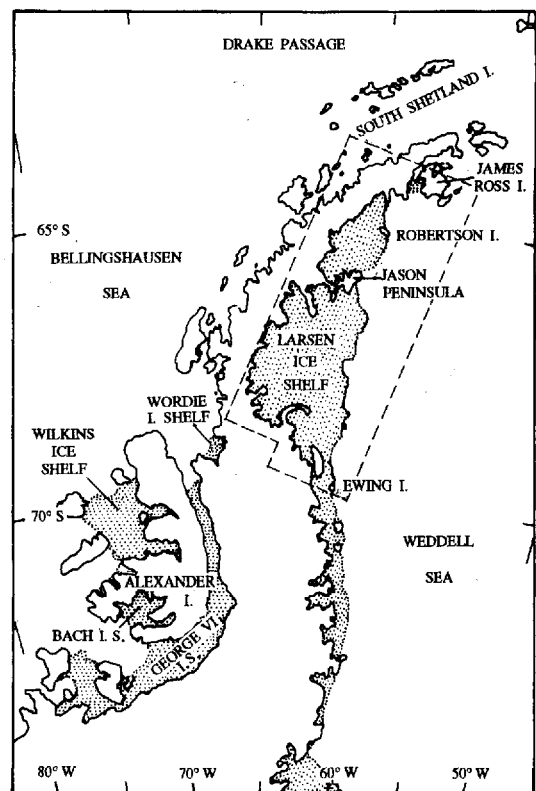 DRAKE PASSAGE
SOUTH SHETLAND I.
JAMES
ROSS I.
65° S
ROBERTSON I.
BELLINGSHAUSEN
SEA
JASON
PENINSULA
LARSEN
ICE
SHELF
WORDIE
I. SHELF
WILKINS
ICE
SHELF
EWING I.
70° S
WEDDELL
SEA
ALEXANDER
I.
BACH I. S.
GEORGE VI
I. S.
80° W
70° W
60° W
50° W